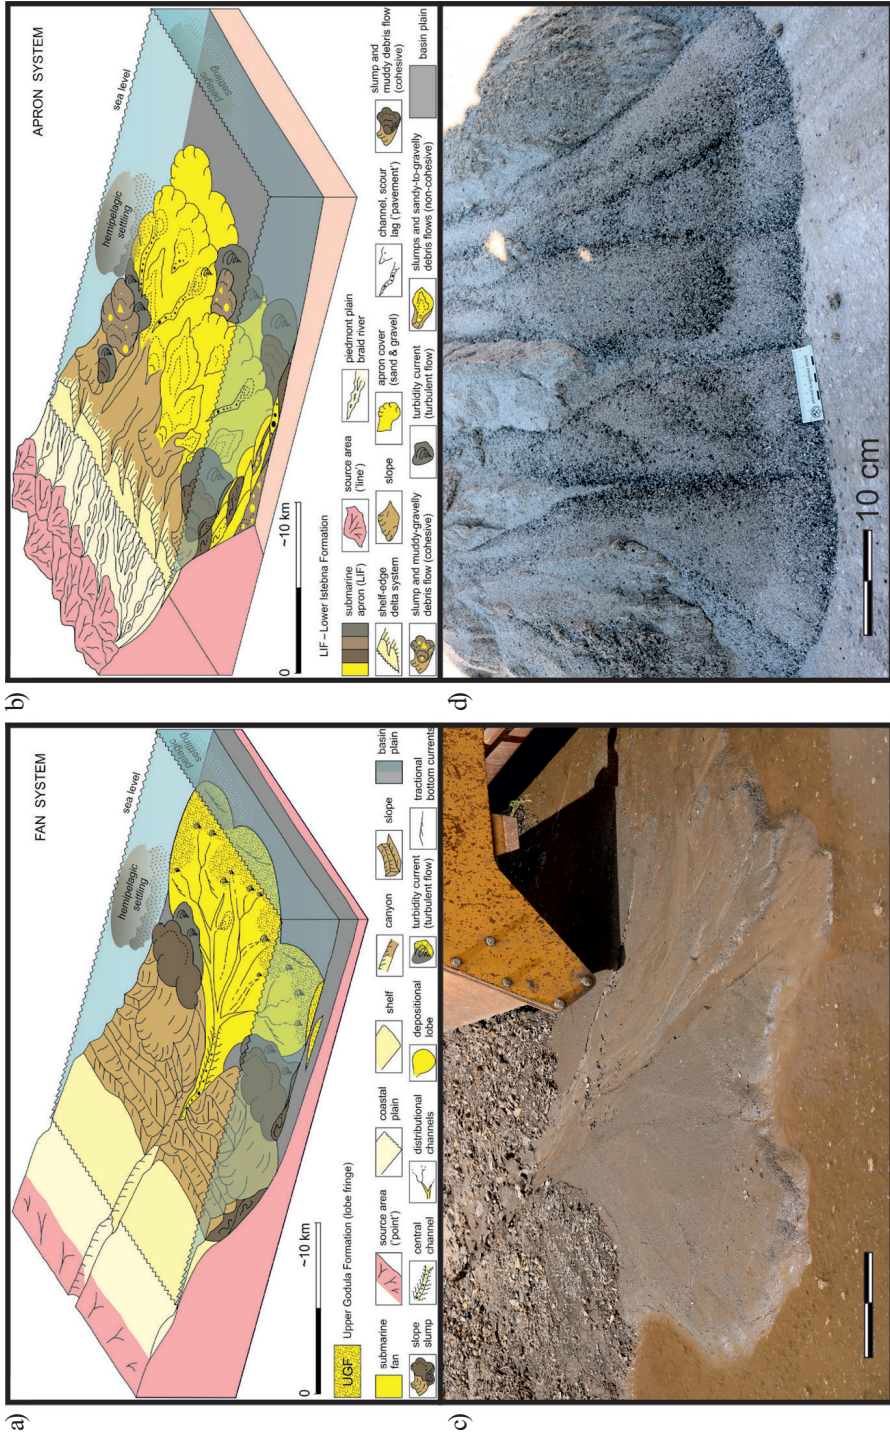 a)
FAN SYSTEM
sea level
hemipelagic
settling
pelagic
settling
0
~10 km
UGF
Upper Godula Formation (lobe fringe)
submarine
fan
source area
('point')
coastal
plain
shelf
canyon
slope
basin
plain
slope
slump
central
channel
distributional
channels
depositional
lobe
turbidity current
(turbulent flow)
tractional
bottom currents
b)
APRON SYSTEM
sea level
hemipelagic
settling
pelagic
settling
0
~10 km
LIF – Lower Istebna Formation
submarine
apron (LIF)
source area
('line')
piedmont plain
braid river
shelf-edge
delta system
slope
apron cover
(sand & gravel)
channel, scour
lag ('pavement')
slump and
muddy debris flow
(cohesive)
slump and muddy-gravelly
debris flow (cohesive)
turbidity current
(turbulent flow)
slumps and sandy-to-gravelly
debris flows (non-cohesive)
basin plain
c)
d)
10 cm